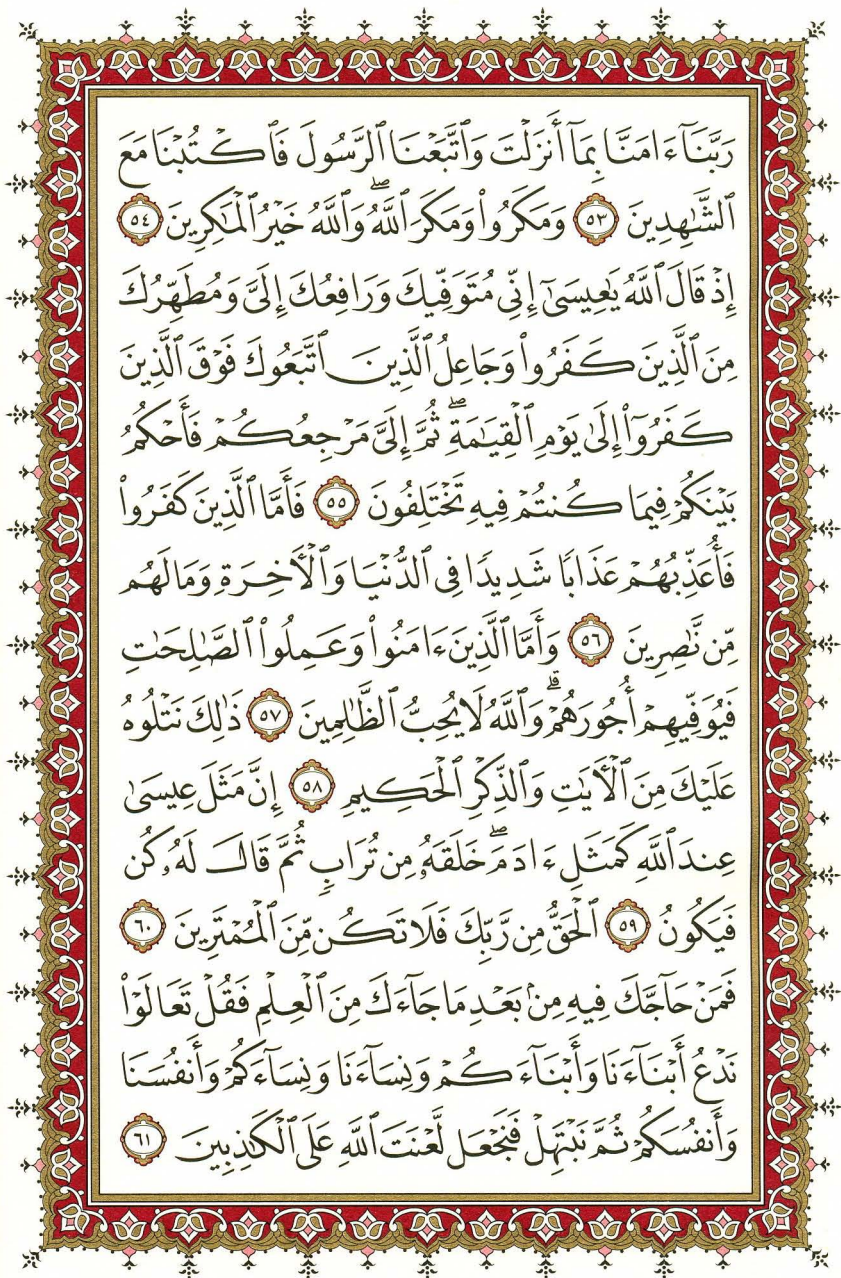 رَبَّنَآ ءَامَنَّا بِمَآ أَنزَلْتَ وَٱتَّبَعْنَا ٱلرَّسُولَ فَٱكْتُبْنَا مَعَ
ٱلشَّٰهِدِينَ ٥٣ وَمَكَرُوا۟ وَمَكَرَ ٱللَّهُ ۖ وَٱللَّهُ خَيْرُ ٱلْمَٰكِرِينَ ٥٤
إِذْ قَالَ ٱللَّهُ يَٰعِيسَىٰٓ إِنِّى مُتَوَفِّيكَ وَرَافِعُكَ إِلَىَّ وَمُطَهِّرُكَ
مِنَ ٱلَّذِينَ كَفَرُوا۟ وَجَاعِلُ ٱلَّذِينَ ٱتَّبَعُوكَ فَوْقَ ٱلَّذِينَ
كَفَرُوٓا۟ إِلَىٰ يَوْمِ ٱلْقِيَٰمَةِ ۖ ثُمَّ إِلَىَّ مَرْجِعُكُمْ فَأَحْكُمُ
بَيْنَكُمْ فِيمَا كُنتُمْ فِيهِ تَخْتَلِفُونَ ٥٥ فَأَمَّا ٱلَّذِينَ كَفَرُوا۟
فَأُعَذِّبُهُمْ عَذَابًا شَدِيدًا فِى ٱلدُّنْيَا وَٱلْءَاخِرَةِ وَمَا لَهُم
مِّن نَّٰصِرِينَ ٥٦ وَأَمَّا ٱلَّذِينَ ءَامَنُوا۟ وَعَمِلُوا۟ ٱلصَّٰلِحَٰتِ
فَيُوَفِّيهِمْ أُجُورَهُمْ ۗ وَٱللَّهُ لَا يُحِبُّ ٱلظَّٰلِمِينَ ٥٧ ذَٰلِكَ نَتْلُوهُ
عَلَيْكَ مِنَ ٱلْءَايَٰتِ وَٱلذِّكْرِ ٱلْحَكِيمِ ٥٨ إِنَّ مَثَلَ عِيسَىٰ
عِندَ ٱللَّهِ كَمَثَلِ ءَادَمَ ۖ خَلَقَهُۥ مِن تُرَابٍ ثُمَّ قَالَ لَهُۥ كُن
فَيَكُونُ ٥٩ ٱلْحَقُّ مِن رَّبِّكَ فَلَا تَكُن مِّنَ ٱلْمُمْتَرِينَ ٦٠
فَمَنْ حَآجَّكَ فِيهِ مِنۢ بَعْدِ مَا جَآءَكَ مِنَ ٱلْعِلْمِ فَقُلْ تَعَالَوْا۟
نَدْعُ أَبْنَآءَنَا وَأَبْنَآءَكُمْ وَنِسَآءَنَا وَنِسَآءَكُمْ وَأَنفُسَنَا
وَأَنفُسَكُمْ ثُمَّ نَبْتَهِلْ فَنَجْعَل لَّعْنَتَ ٱللَّهِ عَلَى ٱلْكَٰذِبِينَ ٦١